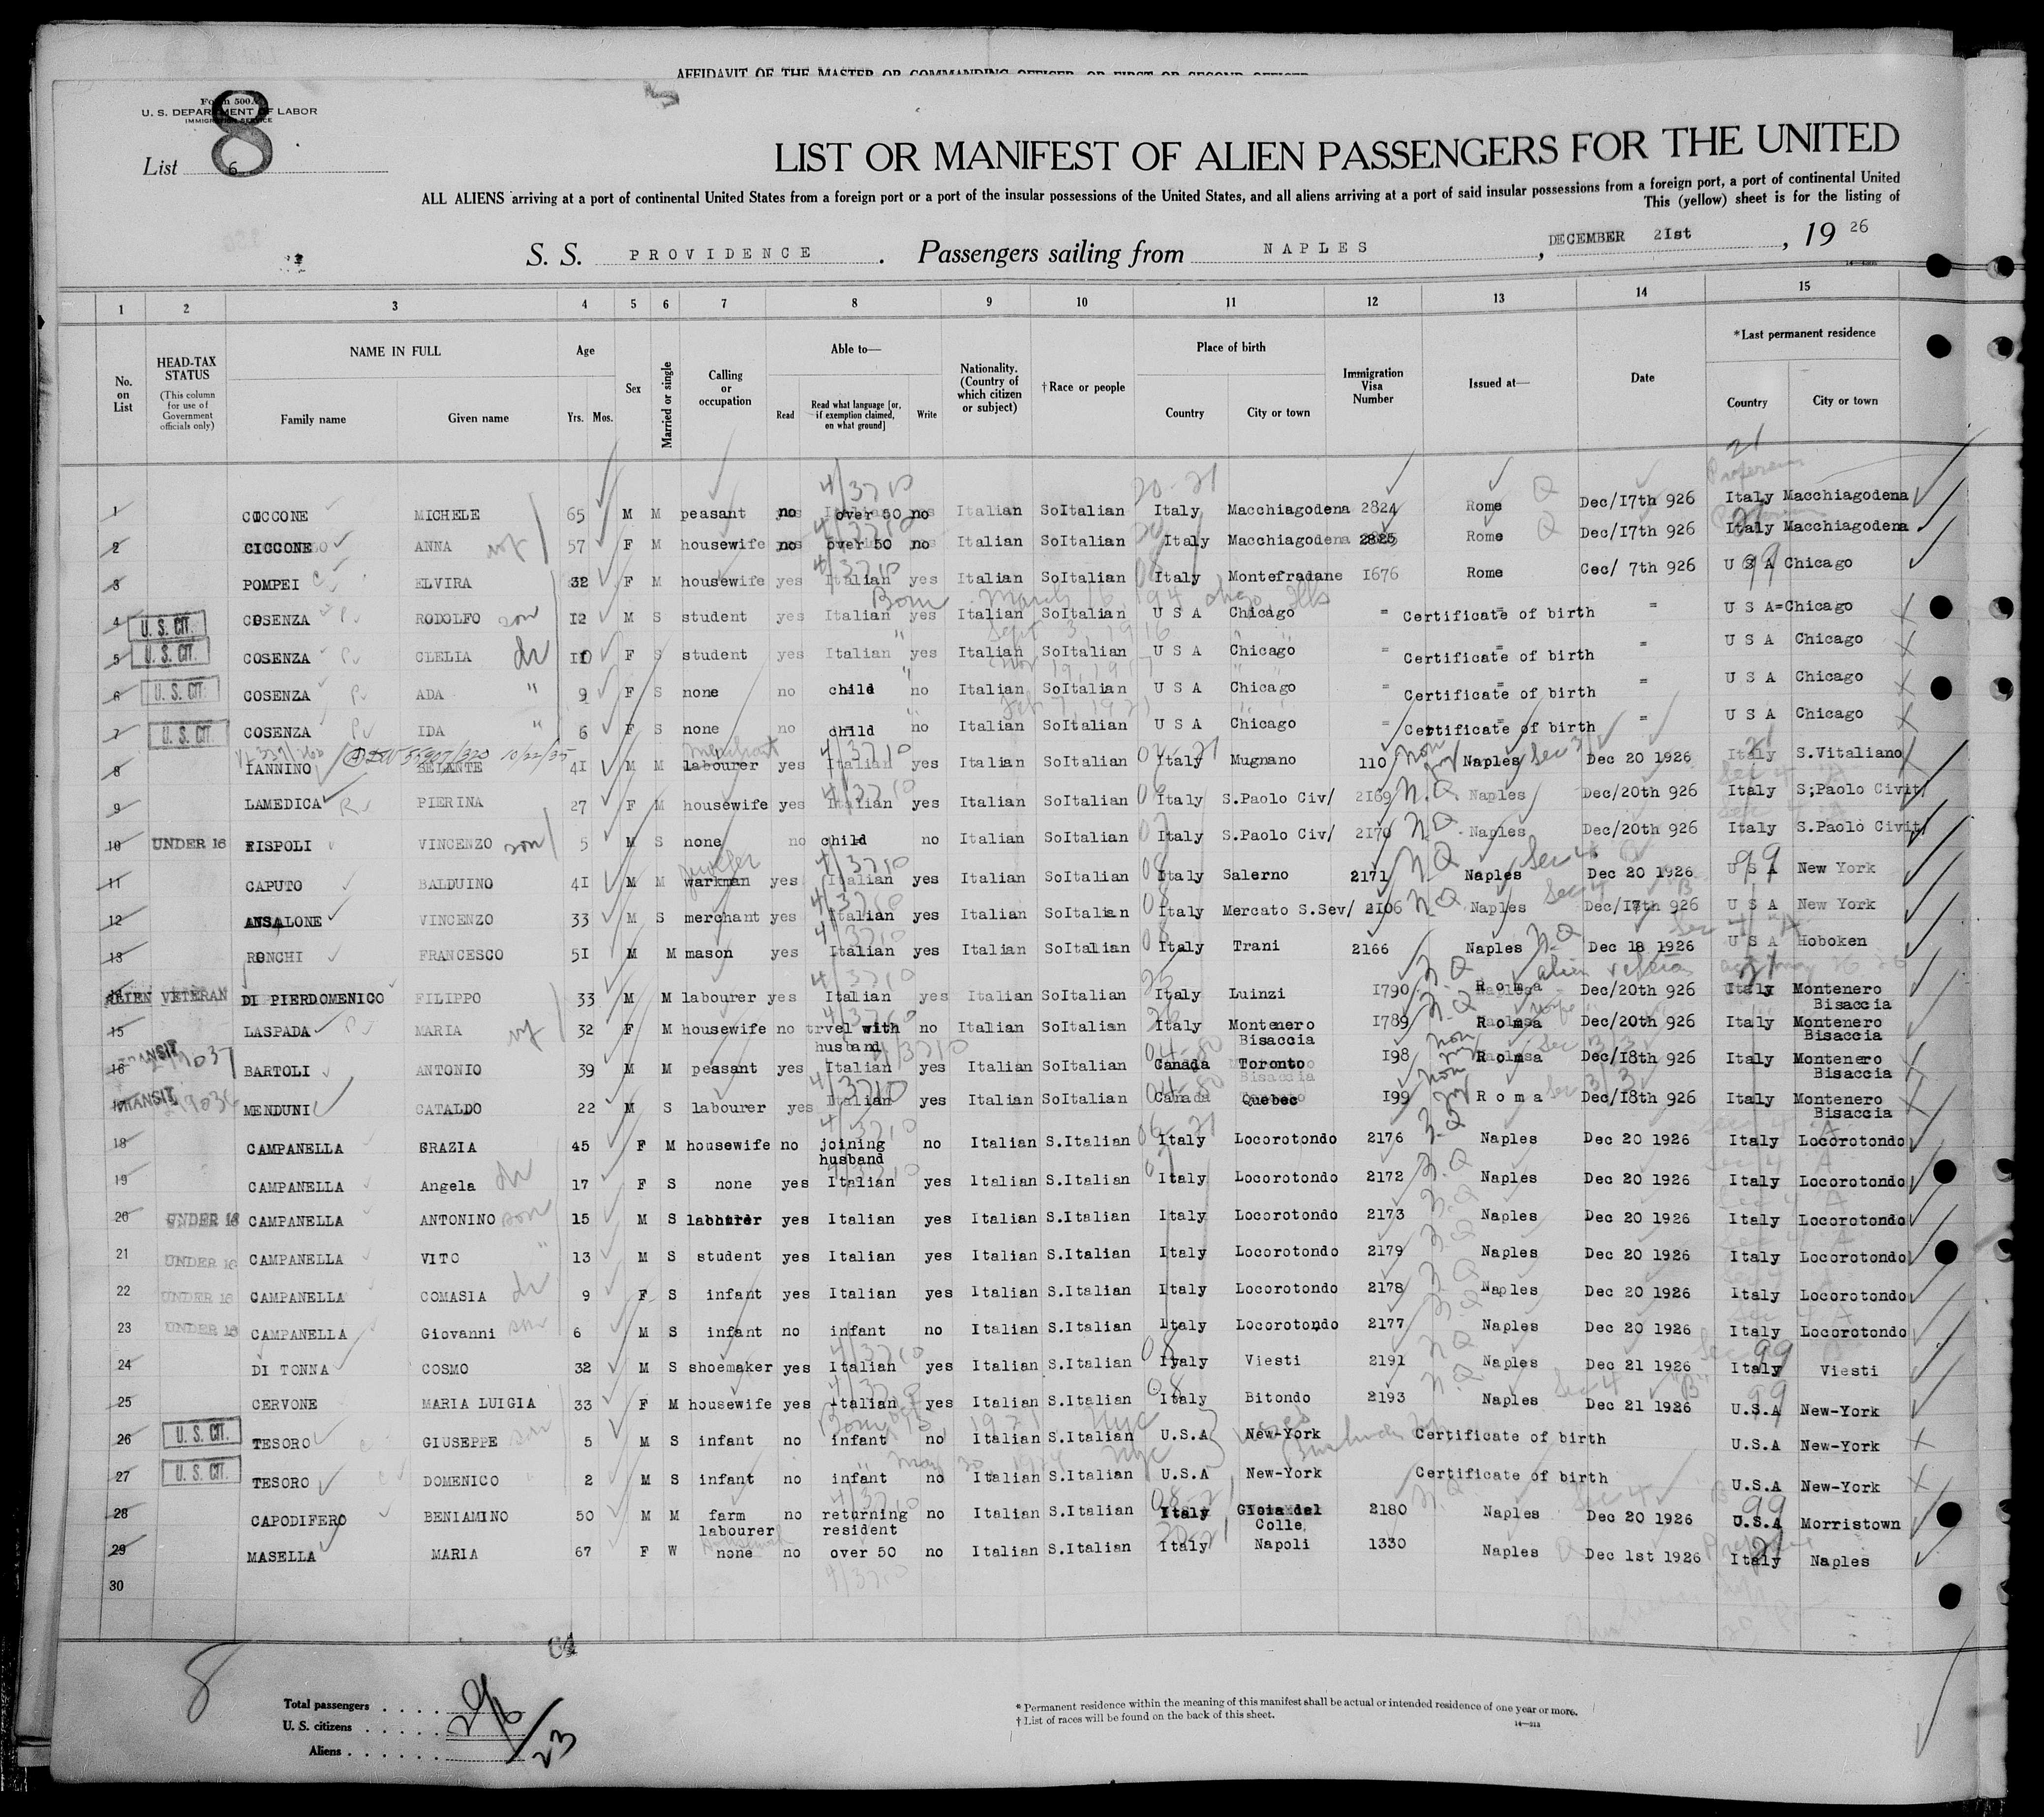 AFFIDAVIT OF THE MASTER OR COMMANDING OFFICER, OR FIRST OR SECOND OFFICER
Form 500
U. S. DEPARTMENT OF LABOR
IMMIGRATION SERVICE
8
List 6
LIST OR MANIFEST OF ALIEN PASSENGERS FOR THE UNITED
ALL ALIENS arriving at a port of continental United States from a foreign port or a port of the insular possessions of the United States, and all aliens arriving at a port of said insular possessions from a foreign port, a port of continental United
This (yellow) sheet is for the listing of
S. S. PROVIDENCE . Passengers sailing from NAPLES , DECEMBER 21st , 19 26
1 2 3 4 5 6 7 8 9 10 11 12 13 14 15
No. on List
HEAD-TAX STATUS
(This column for use of Government officials only)
NAME IN FULL
Family name Given name
Age
Yrs. Mos.
Sex
Married or single
Calling or occupation
Able to—
Read
Read what language [or, if exemption claimed, on what ground]
Write
Nationality. (Country of which citizen or subject)
†Race or people
Place of birth
Country City or town
Immigration Visa Number
Issued at—
Date
*Last permanent residence
Country City or town
1 CICCONE MICHELE 65 M M peasant no over 50 no Italian SoItalian Italy Macchiagodena 2824 Rome Dec/17th 926 Italy Macchiagodena
2 CICCONE ANNA wf 57 F M housewife no over 50 no Italian SoItalian Italy Macchiagodena 2825 Rome Dec/17th 926 Italy Macchiagodena
3 POMPEI ELVIRA 32 F M housewife yes Italian yes Italian SoItalian Italy Montefradane 1676 Rome Cec/ 7th 926 U S A Chicago
4 U. S. CIT. COSENZA RODOLFO son 12 M S student yes Italian yes Italian SoItalian U S A Chicago = Certificate of birth = U S A=Chicago
5 U. S. CIT. COSENZA CLELIA 10 F S student yes Italian yes Italian SoItalian U S A Chicago = Certificate of birth = U S A Chicago
6 U. S. CIT. COSENZA ADA " 9 F S none no child no Italian SoItalian U S A Chicago = Certificate of birth = U S A Chicago
7 U. S. CIT. COSENZA IDA " 6 F S none no child no Italian SoItalian U S A Chicago = Certificate of birth = U S A Chicago
8 IANNINO BELANTE 41 M M merchant labourer yes Italian yes Italian SoItalian Italy Mugnano 110 Naples Dec 20 1926 Italy S.Vitaliano
9 LAMEDICA PIERINA 27 F M housewife yes Italian yes Italian SoItalian Italy S.Paolo Civ/ 2169 N.Q. Naples Dec/20th 926 Italy S;Paolo Civit/
10 UNDER 16 FISPOLI VINCENZO son 5 M S none no child no Italian SoItalian Italy S.Paolo Civ/ 2170 N.Q. Naples Dec/20th 926 Italy S.Paolo Civit/
11 CAPUTO BALDUINO 41 M M warkman yes Italian yes Italian SoItalian Italy Salerno 2171 N.Q Naples Sec 4 Dec 20 1926 U S A New York
12 ANSALONE VINCENZO 33 M S merchant yes Italian yes Italian SoItalian Italy Mercato S.Sev/ 2106 N.Q Naples Sec 4 Dec/17th 926 U S A New York
13 RONCHI FRANCESCO 51 M M mason yes Italian yes Italian SoItalian Italy Trani 2166 Naples N.Q Dec 18 1926 U S A Hoboken
ALIEN VETERAN DI PIERDOMENICO FILIPPO 33 M M labourer yes Italian yes Italian SoItalian Italy Luinzi 1790 N.Q Roma Dec/20th 926 Italy Montenero Bisaccia
15 LASPADA MARIA wf 32 F M housewife no trvel with husband no Italian SoItalian Italy Montenero Bisaccia 1789 N.Q Roma Dec/20th 926 Italy Montenero Bisaccia
16 TRANSIT BARTOLI ANTONIO 39 M M peasant yes Italian yes Italian SoItalian Canada Toronto 198 Roma Dec/18th 926 Italy Montenero Bisaccia
TRANSIT MENDUNI CATALDO 22 M S labourer yes Italian yes Italian SoItalian Canada Quebec 199 Roma Dec/18th 926 Italy Montenero Bisaccia
18 CAMPANELLA GRAZIA 45 F M housewife no joining husband no Italian S.Italian Italy Locorotondo 2176 N.Q Naples Dec 20 1926 Italy Locorotondo
19 CAMPANELLA Angela 17 F S none yes Italian yes Italian S.Italian Italy Locorotondo 2172 N.Q Naples Dec 20 1926 Italy Locorotondo
20 UNDER 16 CAMPANELLA ANTONINO son 15 M S labourer yes Italian yes Italian S.Italian Italy Locorotondo 2173 N.Q Naples Dec 20 1926 Italy Locorotondo
21 UNDER 16 CAMPANELLA VITO " 13 M S student yes Italian yes Italian S.Italian Italy Locorotondo 2179 N.Q Naples Dec 20 1926 Italy Locorotondo
22 UNDER 16 CAMPANELLA COMASIA 9 F S infant yes Italian yes Italian S.Italian Italy Locorotondo 2178 N.Q Naples Dec 20 1926 Italy Locorotondo
23 UNDER 16 CAMPANELLA Giovanni son 6 M S infant no infant no Italian S.Italian Italy Locorotondo 2177 N.Q Naples Dec 20 1926 Italy Locorotondo
24 DI TONNA COSMO 32 M S shoemaker yes Italian yes Italian S.Italian Italy Viesti 2191 N.Q Naples Dec 21 1926 Italy Viesti
25 CERVONE MARIA LUIGIA 33 F M housewife yes Italian yes Italian S.Italian Italy Bitondo 2193 N.Q. Naples Sec 4 "B" Dec 21 1926 U.S.A New-York
26 U. S. CIT. TESORO GIUSEPPE son 5 M S infant no infant no Italian S.Italian U.S.A New-York Certificate of birth U.S.A New-York
27 U. S. CIT. TESORO DOMENICO " 2 M S infant no infant no Italian S.Italian U.S.A New-York Certificate of birth U.S.A New-York
28 CAPODIFERO BENIAMINO 50 M M farm labourer no returning resident no Italian S.Italian Italy Gioia del Colle 2180 N.Q Naples Dec 20 1926 U.S.A Morristown
29 MASELLA MARIA 67 F W none no over 50 no Italian S.Italian Italy Napoli 1330 Naples Dec 1st 1926 Italy Naples
30
8
Total passengers . . . .
U. S. citizens . . . . . 6
Aliens . . . . . . 23
* Permanent residence within the meaning of this manifest shall be actual or intended residence of one year or more.
† List of races will be found on the back of this sheet.